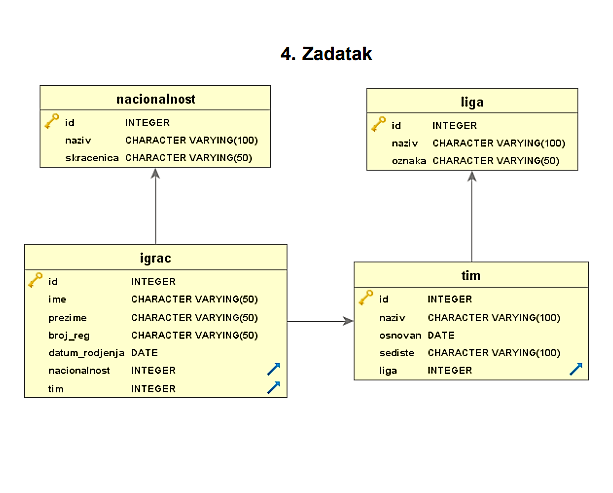 4. Zadatak
nacionalnost
id INTEGER
naziv CHARACTER VARYING(100)
skracenica CHARACTER VARYING(50)
liga
id INTEGER
naziv CHARACTER VARYING(100)
oznaka CHARACTER VARYING(50)
igrac
id INTEGER
ime CHARACTER VARYING(50)
prezime CHARACTER VARYING(50)
broj_reg CHARACTER VARYING(50)
datum_rodjenja DATE
nacionalnost INTEGER
tim INTEGER
tim
id INTEGER
naziv CHARACTER VARYING(100)
osnovan DATE
sediste CHARACTER VARYING(100)
liga INTEGER